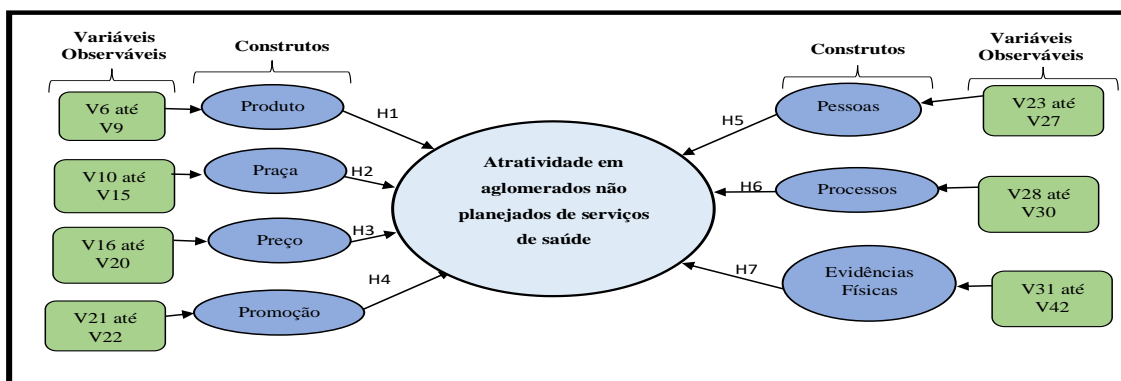 Variáveis
Observáveis
Construtos
V6 até
V9
Produto
H1
V10 até
V15
Praça
H2
V16 até
V20
Preço
H3
V21 até
V22
Promoção
H4
Atratividade em
aglomerados não
planejados de serviços
de saúde
Construtos
Variáveis
Observáveis
H5
Pessoas
V23 até
V27
H6
Processos
V28 até
V30
H7
Evidências
Físicas
V31 até
V42